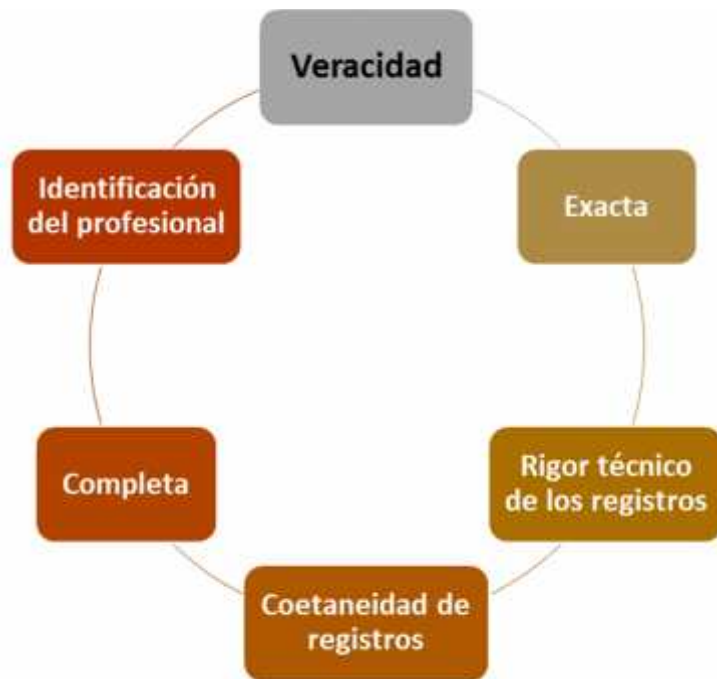 Veracidad
Exacta
Rigor técnico
de los registros
Coetaneidad de
registros
Completa
Identificación
del profesional